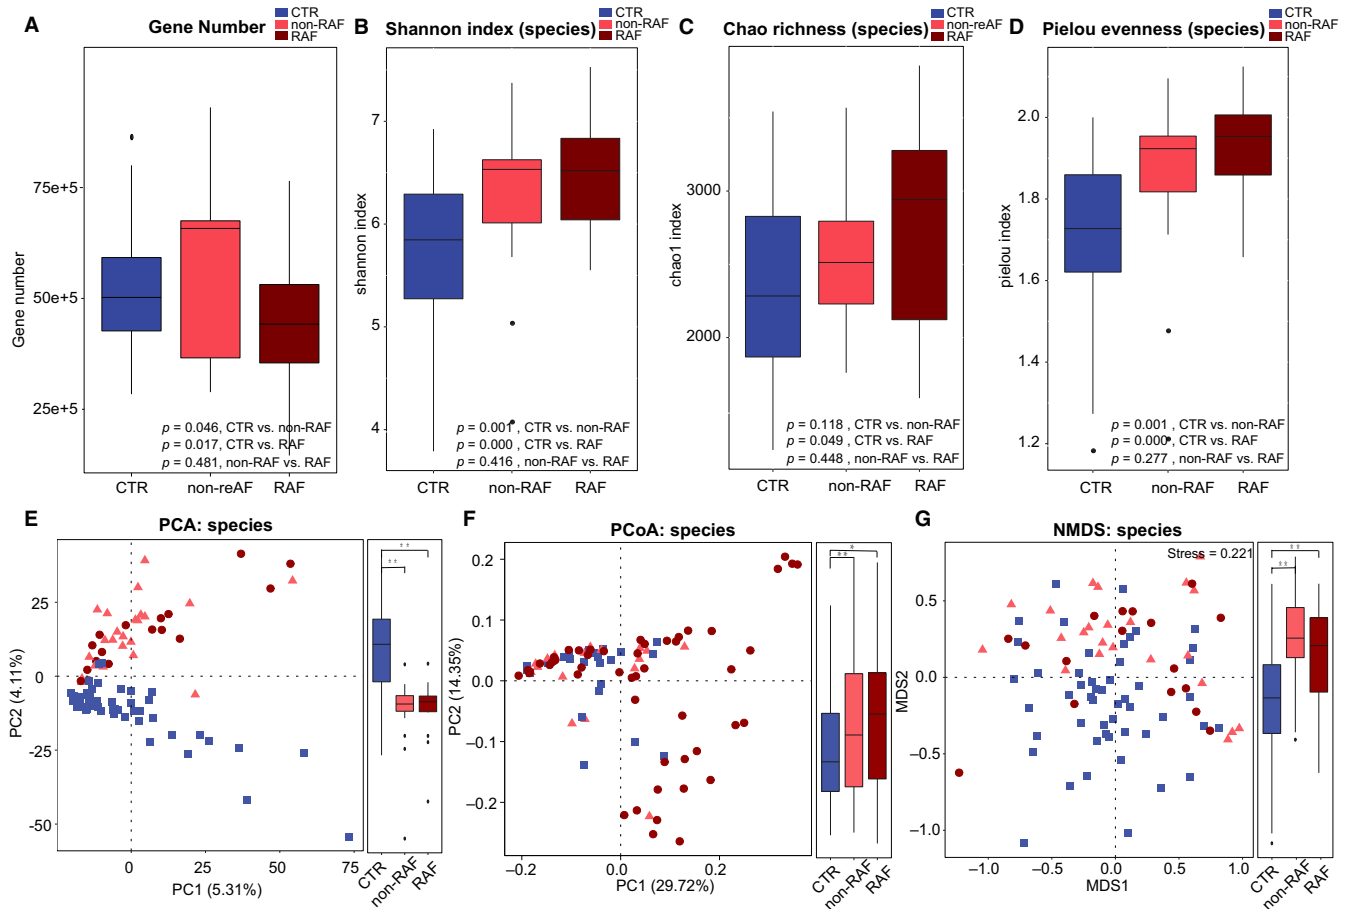 A
Gene Number
CTR
non-RAF
RAF
75e+5
50e+5
25e+5
Gene number
p = 0.046, CTR vs. non-RAF
p = 0.017, CTR vs. RAF
p = 0.481, non-RAF vs. RAF
CTR non-reAF RAF
B
Shannon index (species)
CTR
non-RAF
RAF
7
6
5
4
shannon index
p = 0.001 , CTR vs. non-RAF
p = 0.000 , CTR vs. RAF
p = 0.416 , non-RAF vs. RAF
CTR non-RAF RAF
C
Chao richness (species)
CTR
non-reAF
RAF
3000
2000
chao1 index
p = 0.118 , CTR vs. non-RAF
p = 0.049 , CTR vs. RAF
p = 0.448 , non-RAF vs. RAF
CTR non-RAF RAF
D
Pielou evenness (species)
CTR
non-RAF
RAF
2.0
1.8
1.6
1.4
1.2
pielou index
p = 0.001 , CTR vs. non-RAF
p = 0.000 , CTR vs. RAF
p = 0.277 , non-RAF vs. RAF
CTR non-RAF RAF
E
PCA: species
25
0
-25
-50
PC2 (4.11%)
0 25 50 75
PC1 (5.31%)
**
**
CTR non-RAF RAF
F
PCoA: species
0.2
0.1
0.0
–0.1
–0.2
PC2 (14.35%)
–0.2 0.0 0.2
PC1 (29.72%)
*
**
CTR non-RAF RAF
G
NMDS: species
Stress = 0.221
0.5
0.0
–0.5
–1.0
MDS2
–1.0 –0.5 0.0 0.5 1.0
MDS1
**
**
CTR non-RAF RAF